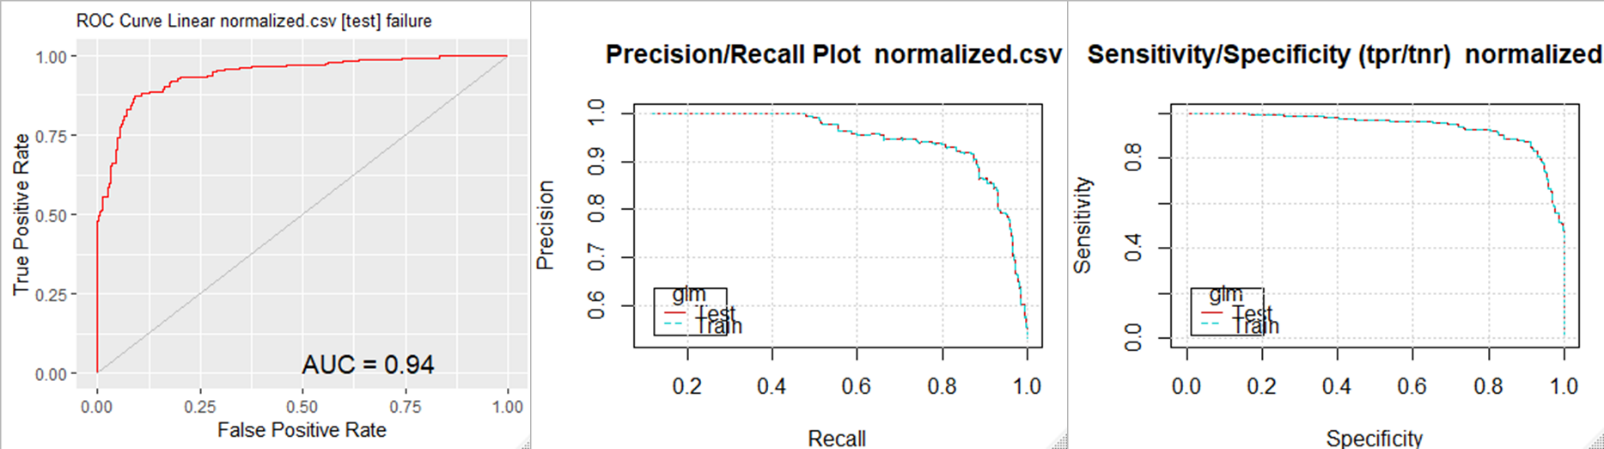 ROC Curve Linear normalized.csv [test] failure
1.00
0.75
0.50
0.25
0.00
True Positive Rate
AUC = 0.94
0.00 0.25 0.50 0.75 1.00
False Positive Rate
Precision/Recall Plot normalized.csv
1.0
0.9
0.8
0.7
0.6
Precision
glm
Test
Train
0.2 0.4 0.6 0.8 1.0
Recall
Sensitivity/Specificity (tpr/tnr) normalized
0.8
0.4
0.0
Sensitivity
glm
Test
Train
0.0 0.2 0.4 0.6 0.8 1.0
Specificity